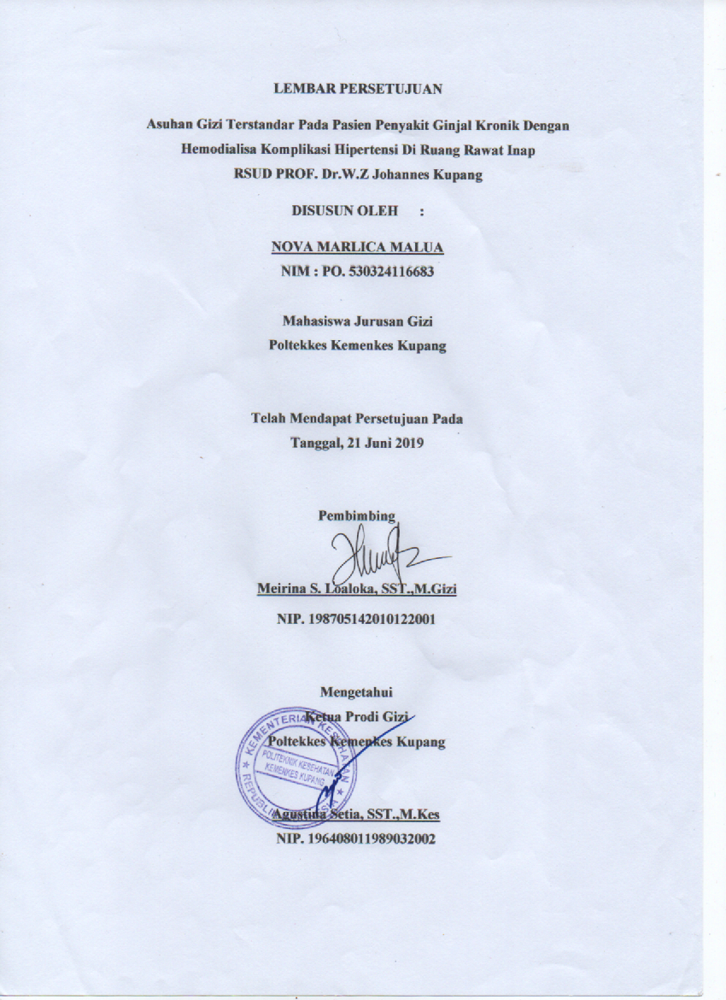 LEMBAR PERSETUJUAN
Asuhan Gizi Terstandar Pada Pasien Penyakit Ginjal Kronik Dengan
Hemodialisa Komplikasi Hipertensi Di Ruang Rawat Inap
RSUD PROF. Dr.W.Z Johannes Kupang
DISUSUN OLEH :
NOVA MARLICA MALUA
NIM : PO. 530324116683
Mahasiswa Jurusan Gizi
Poltekkes Kemenkes Kupang
Telah Mendapat Persetujuan Pada
Tanggal, 21 Juni 2019
Pembimbing
Meirina S. Loaloka, SST.,M.Gizi
NIP. 198705142010122001
Mengetahui
Ketua Prodi Gizi
Poltekkes Kemenkes Kupang
KEMENTERIAN KESEHATAN
POLITEKNIK KESEHATAN
KEMENKES KUPANG
Agustina Setia, SST.,M.Kes
NIP. 196408011989032002